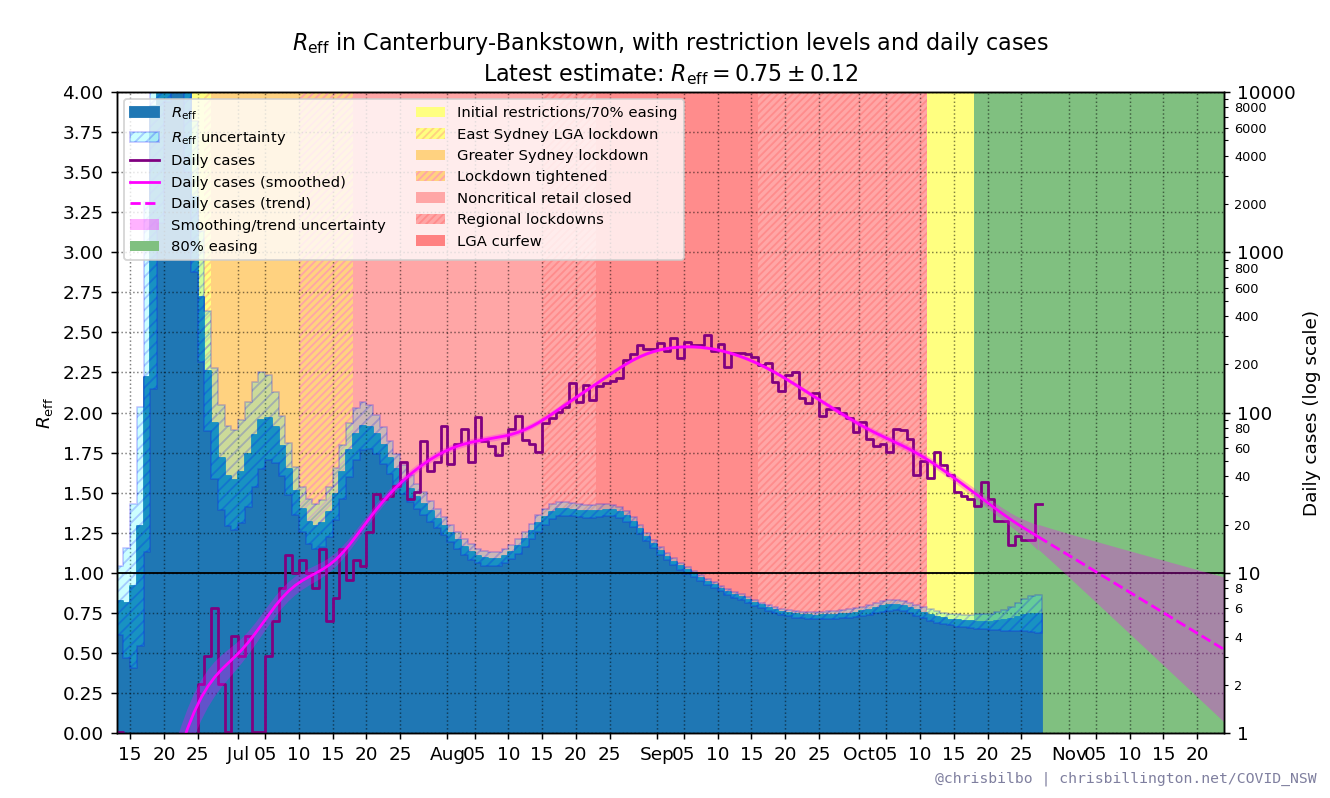 Reff in Canterbury-Bankstown, with restriction levels and daily cases
Latest estimate: Reff = 0.75 ± 0.12
Reff
Reff uncertainty
Daily cases
Daily cases (smoothed)
Daily cases (trend)
Smoothing/trend uncertainty
80% easing
Initial restrictions/70% easing
East Sydney LGA lockdown
Greater Sydney lockdown
Lockdown tightened
Noncritical retail closed
Regional lockdowns
LGA curfew
Reff
4.00
3.75
3.50
3.25
3.00
2.75
2.50
2.25
2.00
1.75
1.50
1.25
1.00
0.75
0.50
0.25
0.00
15 20 25 Jul 05 10 15 20 25 Aug 05 10 15 20 25 Sep 05 10 15 20 25 Oct 05 10 15 20 25 Nov 05 10 15 20
10000
8000
6000
4000
2000
1000
800
600
400
200
100
80
60
40
20
10
8
6
4
2
1
Daily cases (log scale)
@chrisbilbo | chrisbillington.net/COVID_NSW